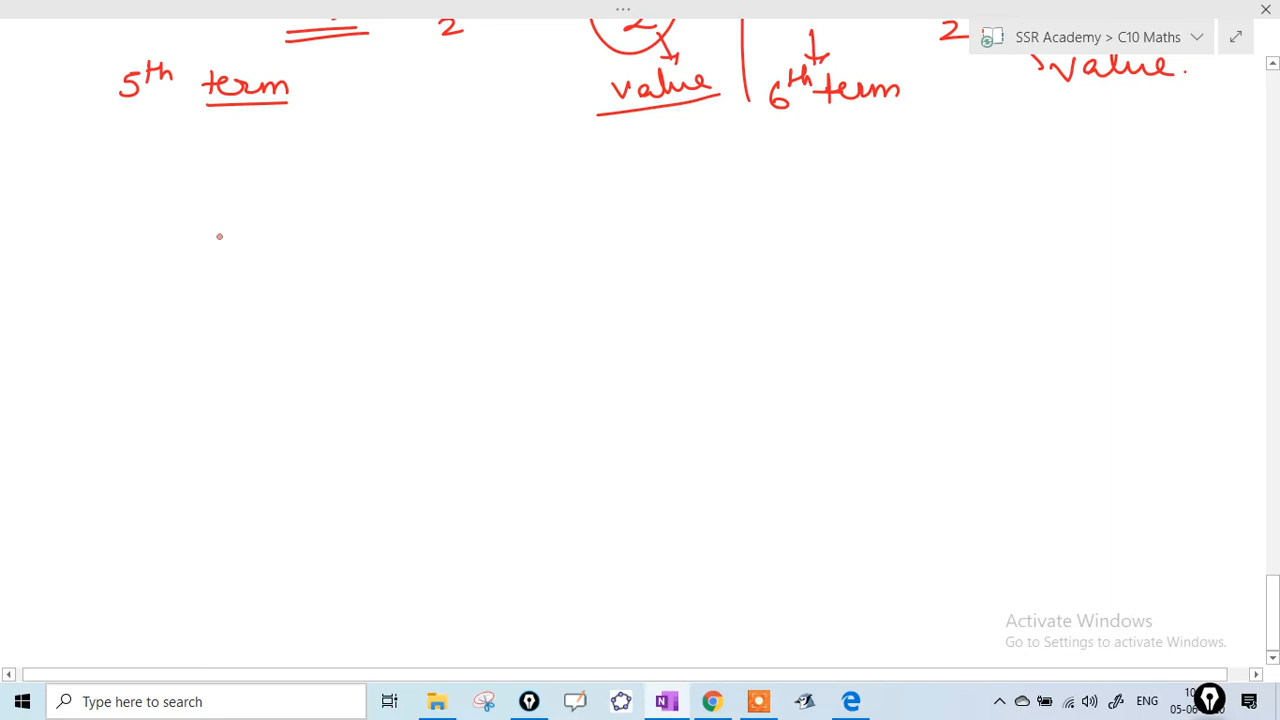 2 2 2
SSR Academy > C10 Maths
5th term value 6th term value.
Activate Windows
Go to Settings to activate Windows.
Type here to search
ENG